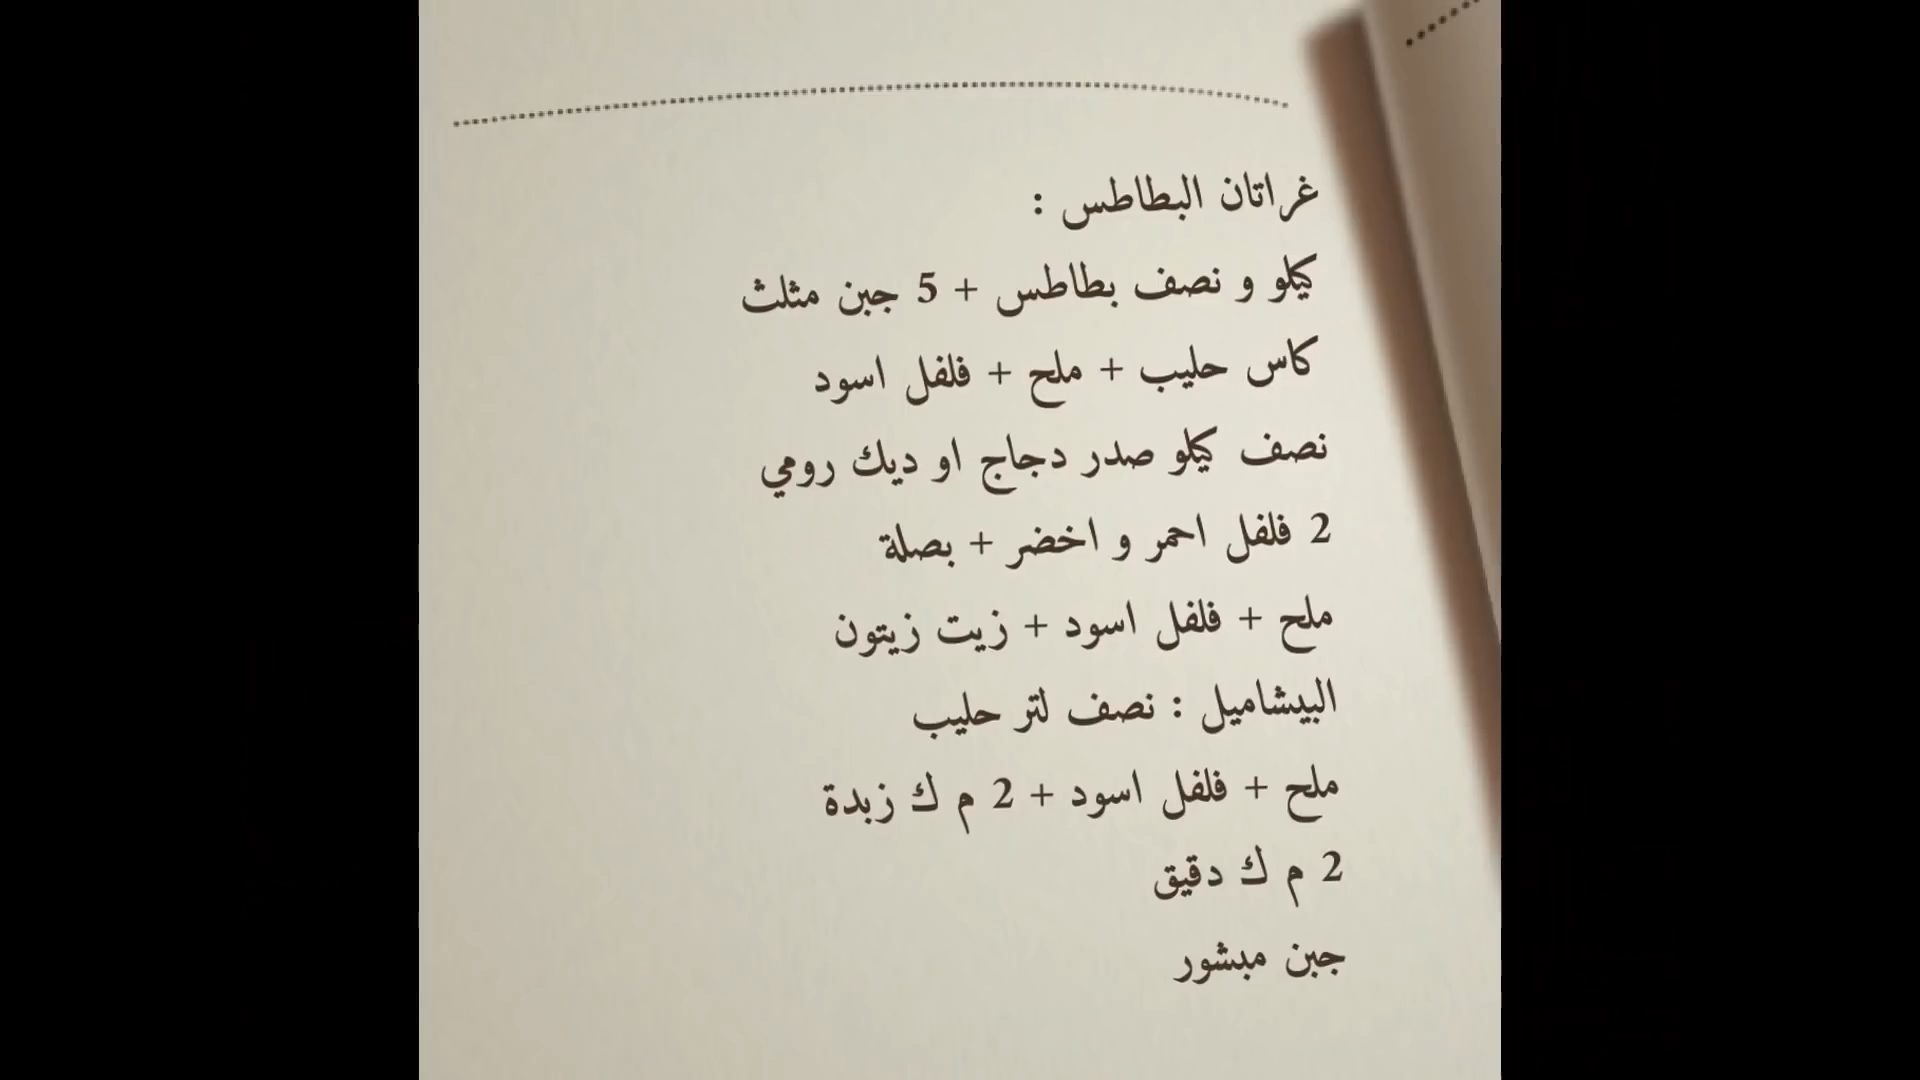 غراتان البطاطس :
كيلو و نصف بطاطس + 5 جبن مثلث
كاس حليب + ملح + فلفل اسود
نصف كيلو صدر دجاج او ديك رومي
2 فلفل احمر و اخضر + بصلة
ملح + فلفل اسود + زيت زيتون
البيشاميل : نصف لتر حليب
ملح + فلفل اسود + 2 م ك زبدة
2 م ك دقيق
جبن مبشور